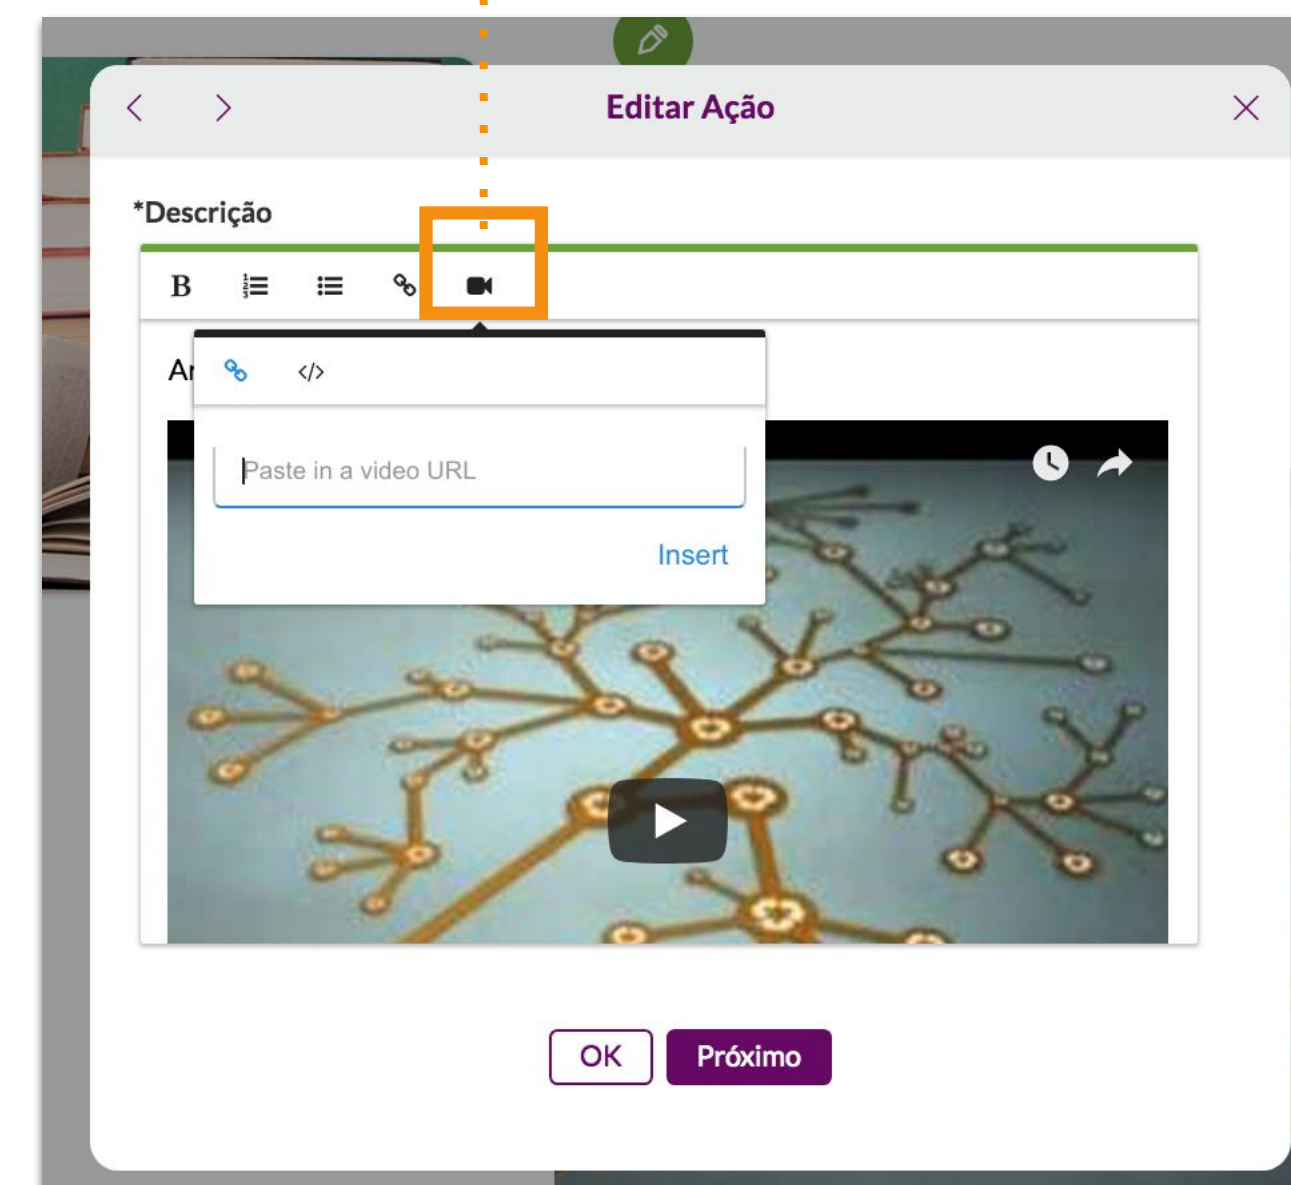 Editar Ação
*Descrição
B
</>
Paste in a video URL
Insert
OK
Próximo